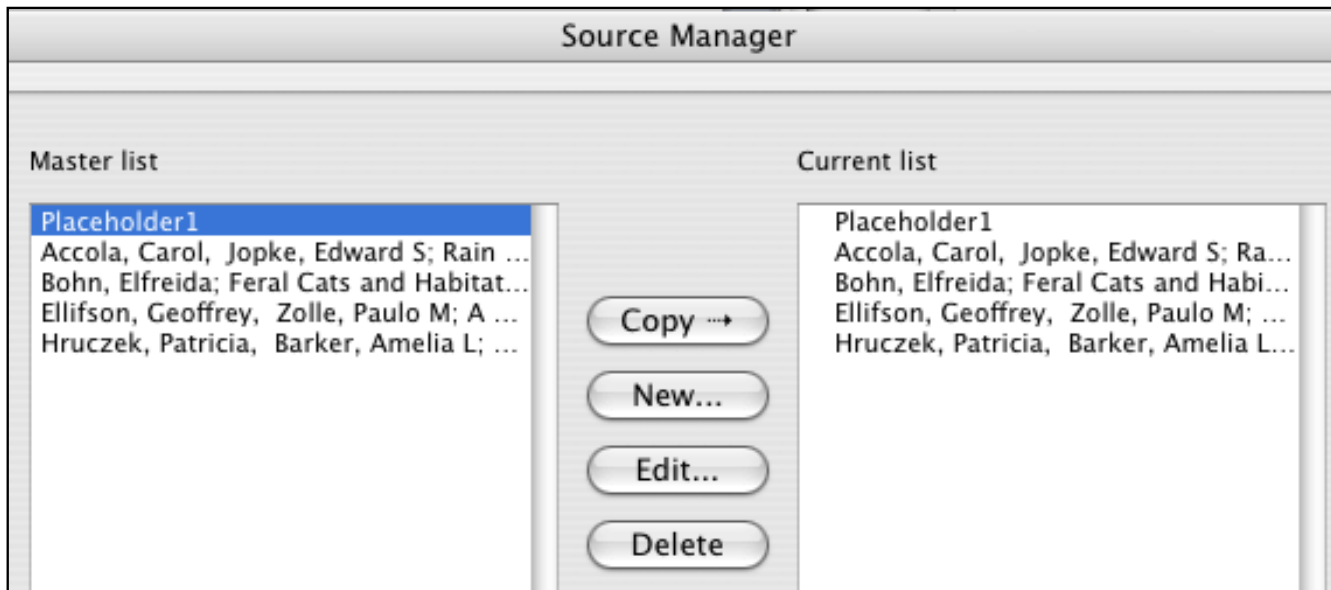 Source Manager
Master list
Placeholder1
Accola, Carol,  Jopke, Edward S; Rain ...
Bohn, Elfreida; Feral Cats and Habitat...
Ellifson, Geoffrey,  Zolle, Paulo M; A ...
Hruczek, Patricia,  Barker, Amelia L; ...
Copy ⤑
New...
Edit...
Delete
Current list
Placeholder1
Accola, Carol,  Jopke, Edward S; Ra...
Bohn, Elfreida; Feral Cats and Habi...
Ellifson, Geoffrey,  Zolle, Paulo M; ...
Hruczek, Patricia,  Barker, Amelia L...